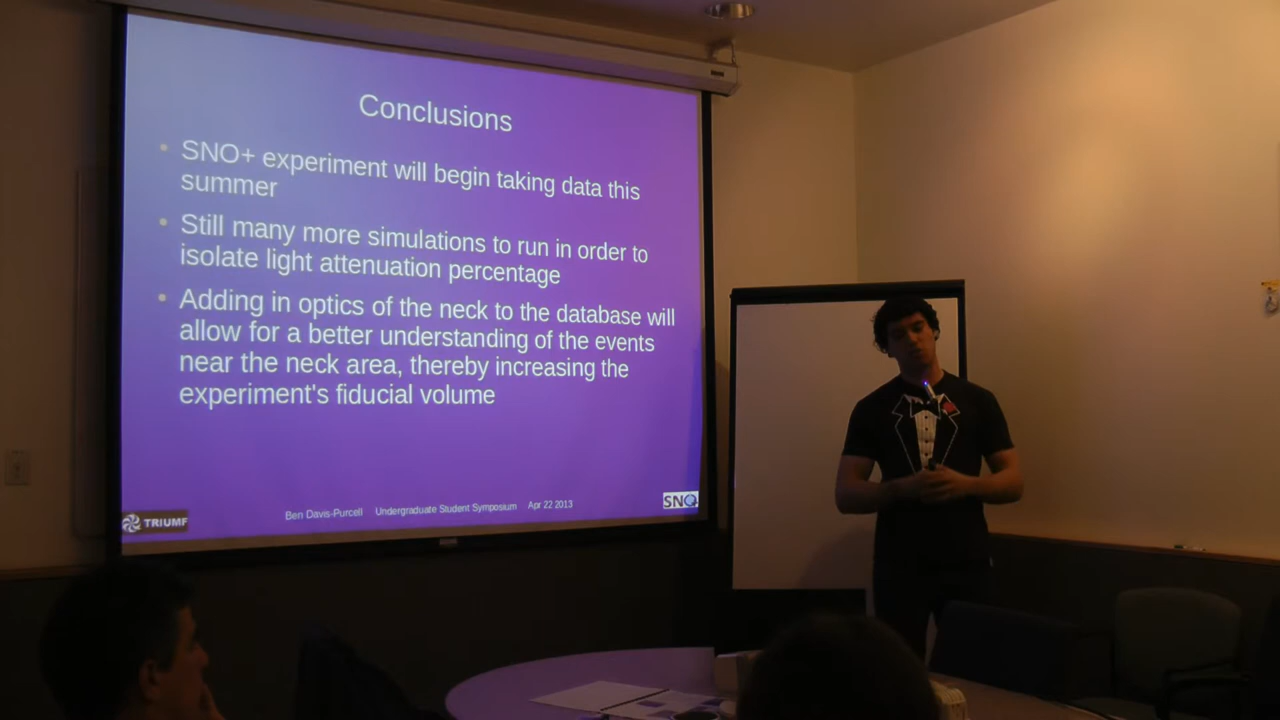 Conclusions
• SNO+ experiment will begin taking data this
summer
• Still many more simulations to run in order to
isolate light attenuation percentage
• Adding in optics of the neck to the database will
allow for a better understanding of the events
near the neck area, thereby increasing the
experiment's fiducial volume
TRIUMF
Ben Davis-Purcell Undergraduate Student Symposium Apr 22 2013
SNO+